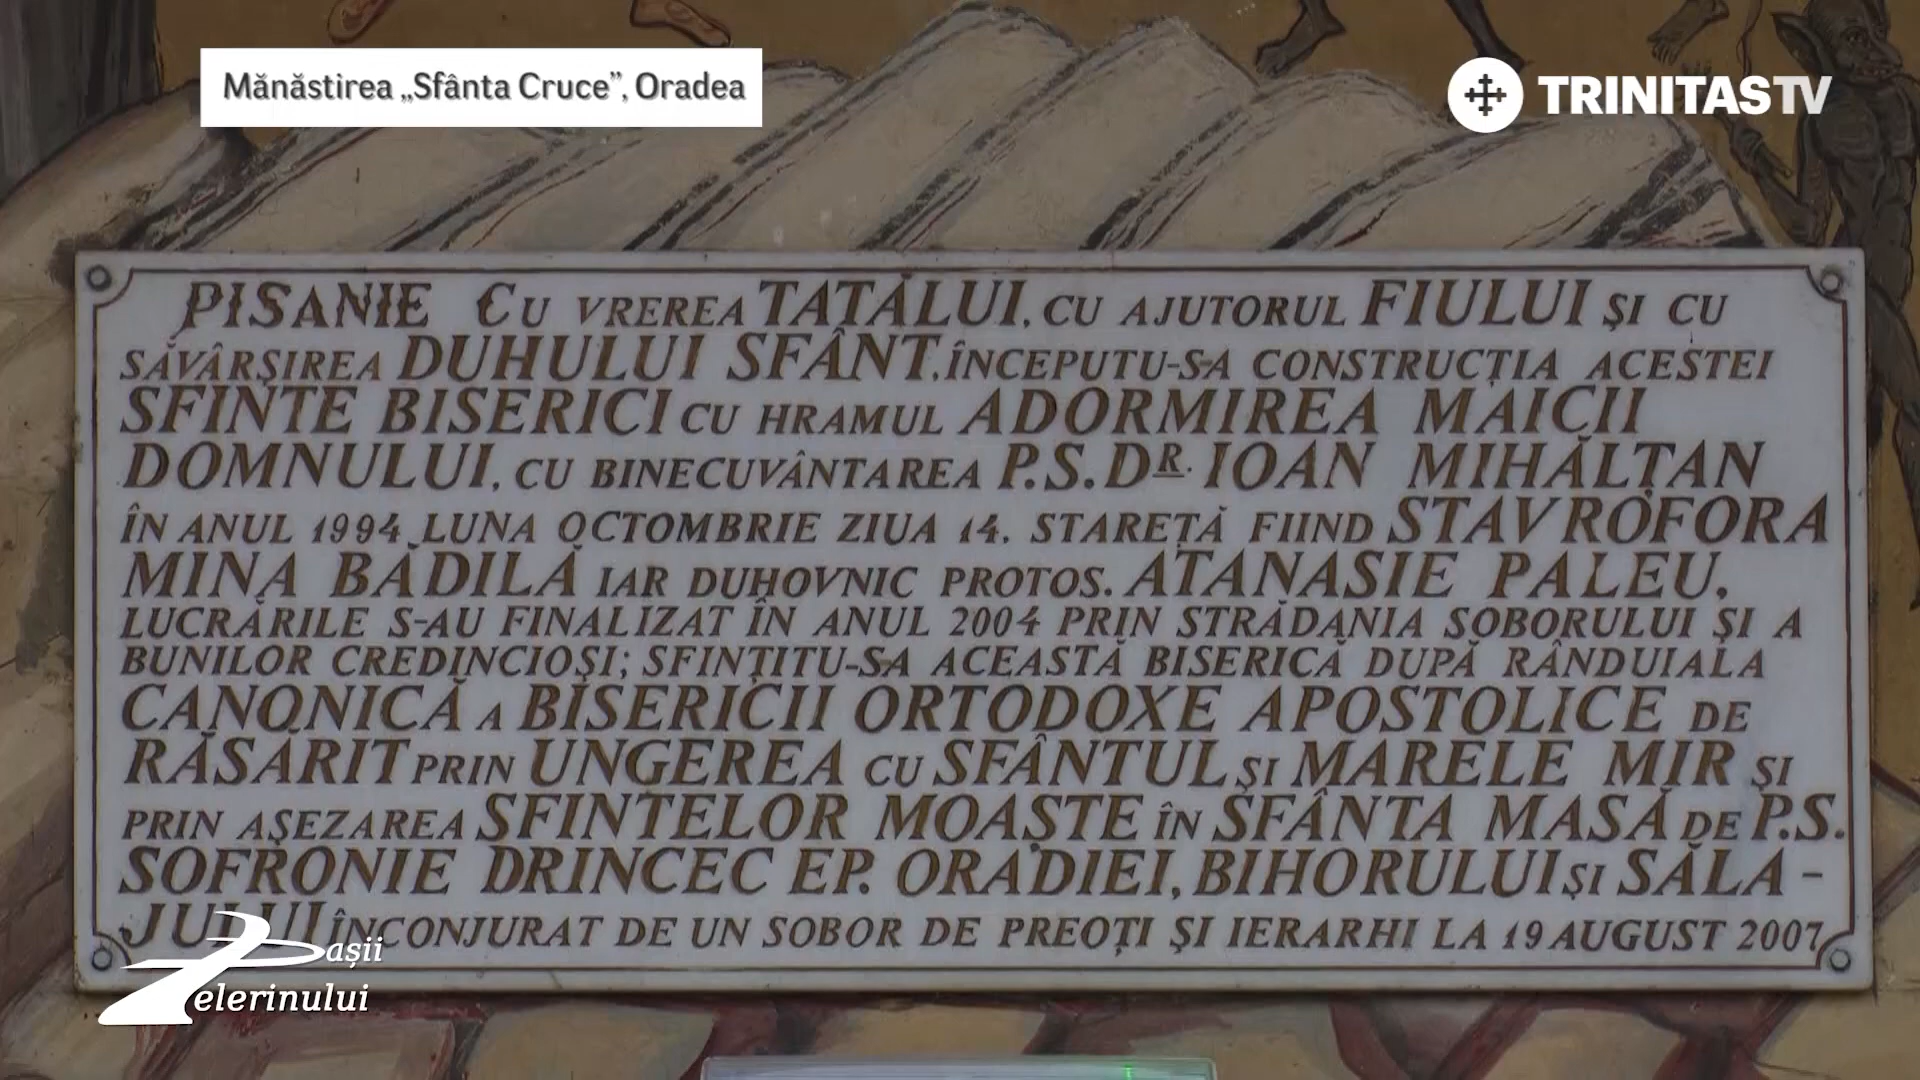 Mănăstirea „Sfânta Cruce”, Oradea
TRINITAS TV
PISANIE CU VREREA TATĂLUI, CU AJUTORUL FIULUI ȘI CU
SĂVÂRȘIREA DUHULUI SFÂNT, ÎNCEPUTU-S-A CONSTRUCȚIA ACESTEI
SFINTE BISERICI CU HRAMUL ADORMIREA MAICII
DOMNULUI, CU BINECUVÂNTAREA P.S. DR. IOAN MIHĂLȚAN
ÎN ANUL 1994 LUNA OCTOMBRIE ZIUA 14. STAREȚĂ FIIND STAVROFORA
MINA BĂDILĂ IAR DUHOVNIC PROTOS. ATANASIE PALEU,
LUCRĂRILE S-AU FINALIZAT ÎN ANUL 2004 PRIN STRĂDANIA SOBORULUI ȘI A
BUNILOR CREDINCIOȘI; SFINȚITU-S-A ACEASTĂ BISERICĂ DUPĂ RÂNDUIALA
CANONICĂ A BISERICII ORTODOXE APOSTOLICE DE
RĂSĂRIT PRIN UNGEREA CU SFÂNTUL ȘI MARELE MIR ȘI
PRIN AȘEZAREA SFINTELOR MOAȘTE ÎN SFÂNTA MASĂ DE P.S.
SOFRONIE DRINCEC EP. ORADIEI, BIHORULUI ȘI SĂLA-
JULUI ÎNCONJURAT DE UN SOBOR DE PREOȚI ȘI IERARHI LA 19 AUGUST 2007
Pașii
Pelerinului